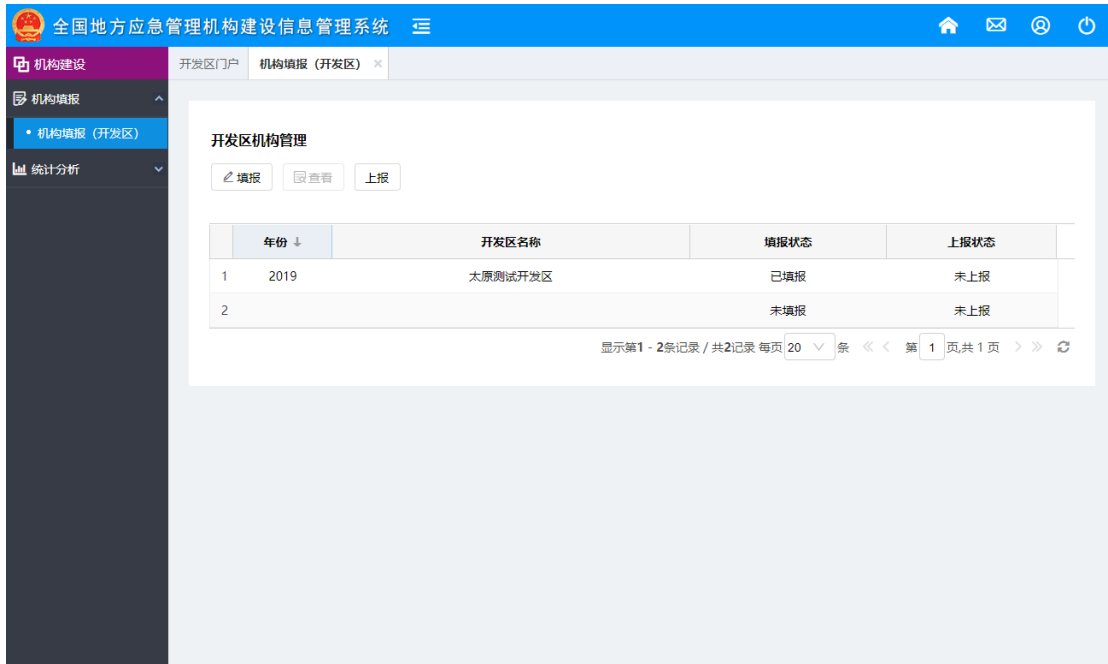 全国地方应急管理机构建设信息管理系统
机构建设
开发区门户 机构填报（开发区） ×
机构填报
• 机构填报（开发区）
统计分析
开发区机构管理
填报 查看 上报
年份 ↓ 开发区名称 填报状态 上报状态
1 2019 太原测试开发区 已填报 未上报
2 未填报 未上报
显示第1 - 2条记录 / 共2记录 每页 20 条 第 1 页,共 1 页